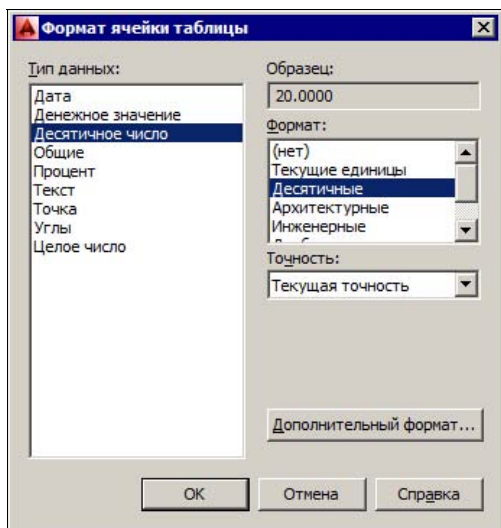 Формат ячейки таблицы
Тип данных:
Дата
Денежное значение
Десятичное число
Общие
Процент
Текст
Точка
Углы
Целое число
Образец:
20.0000
Формат:
(нет)
Текущие единицы
Десятичные
Архитектурные
Инженерные
Точность:
Текущая точность
Дополнительный формат...
ОК
Отмена
Справка